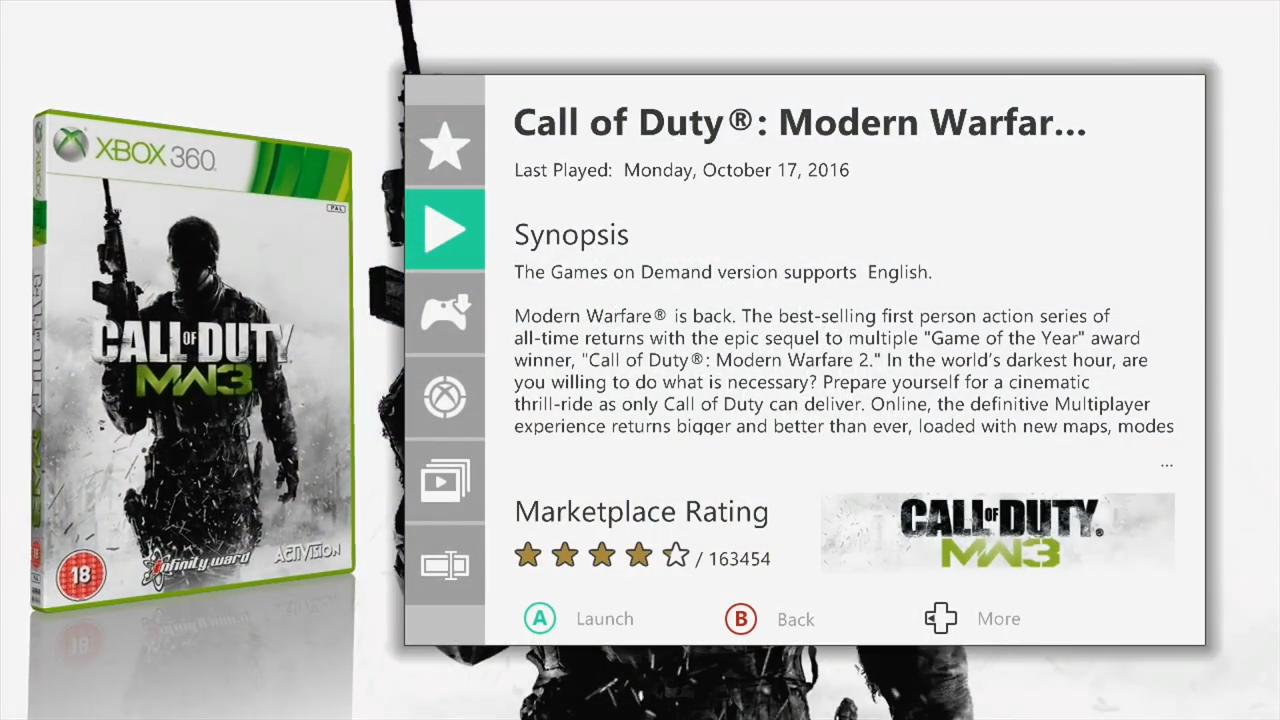 XBOX 360
PAL
CALL OF DUTY
MW3
18
Infinity ward
ACTIVISION
Call of Duty®: Modern Warfar...
Last Played: Monday, October 17, 2016
Synopsis
The Games on Demand version supports English.
Modern Warfare® is back. The best-selling first person action series of
all-time returns with the epic sequel to multiple "Game of the Year" award
winner, "Call of Duty®: Modern Warfare 2." In the world's darkest hour, are
you willing to do what is necessary? Prepare yourself for a cinematic
thrill-ride as only Call of Duty can deliver. Online, the definitive Multiplayer
experience returns bigger and better than ever, loaded with new maps, modes
...
Marketplace Rating
/ 163454
CALL OF DUTY®
MW3
A Launch
B Back
More